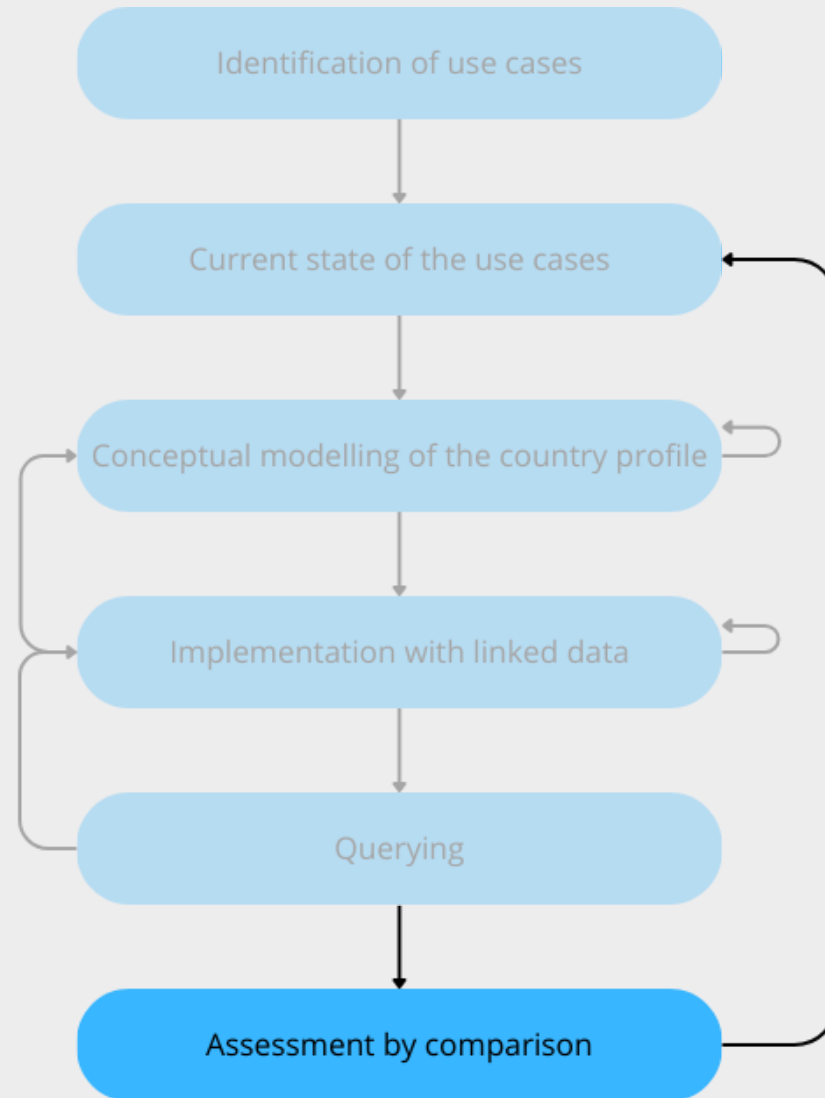 Identification of use cases
Current state of the use cases
Conceptual modelling of the country profile
Implementation with linked data
Querying
Assessment by comparison